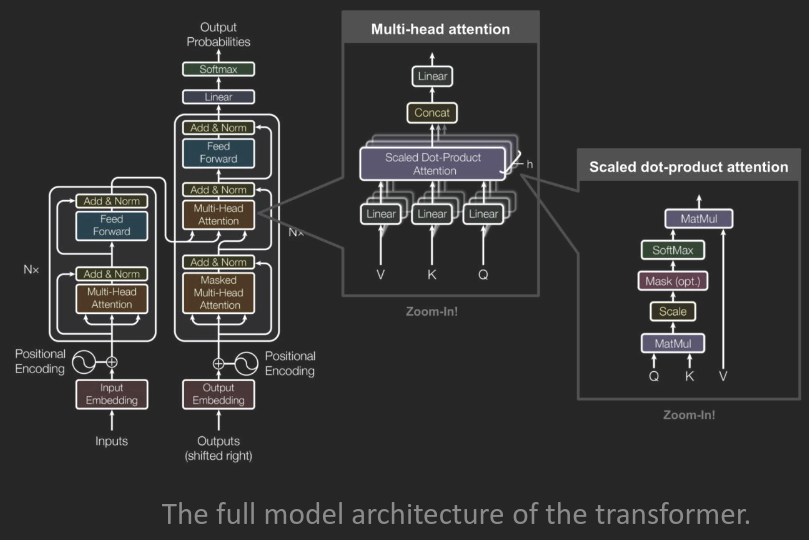 Output
Probabilities
Softmax
Linear
Add & Norm
Feed
Forward
Add & Norm
Multi-Head
Attention
Nx
Add & Norm
Masked
Multi-Head
Attention
Positional
Encoding
Output
Embedding
Outputs
(shifted right)
Add & Norm
Feed
Forward
Nx
Add & Norm
Multi-Head
Attention
Positional
Encoding
Input
Embedding
Inputs
Multi-head attention
Linear
Concat
Scaled Dot-Product
Attention
h
Linear Linear Linear
V K Q
Zoom-In!
Scaled dot-product attention
MatMul
SoftMax
Mask (opt.)
Scale
MatMul
Q K V
Zoom-In!
The full model architecture of the transformer.